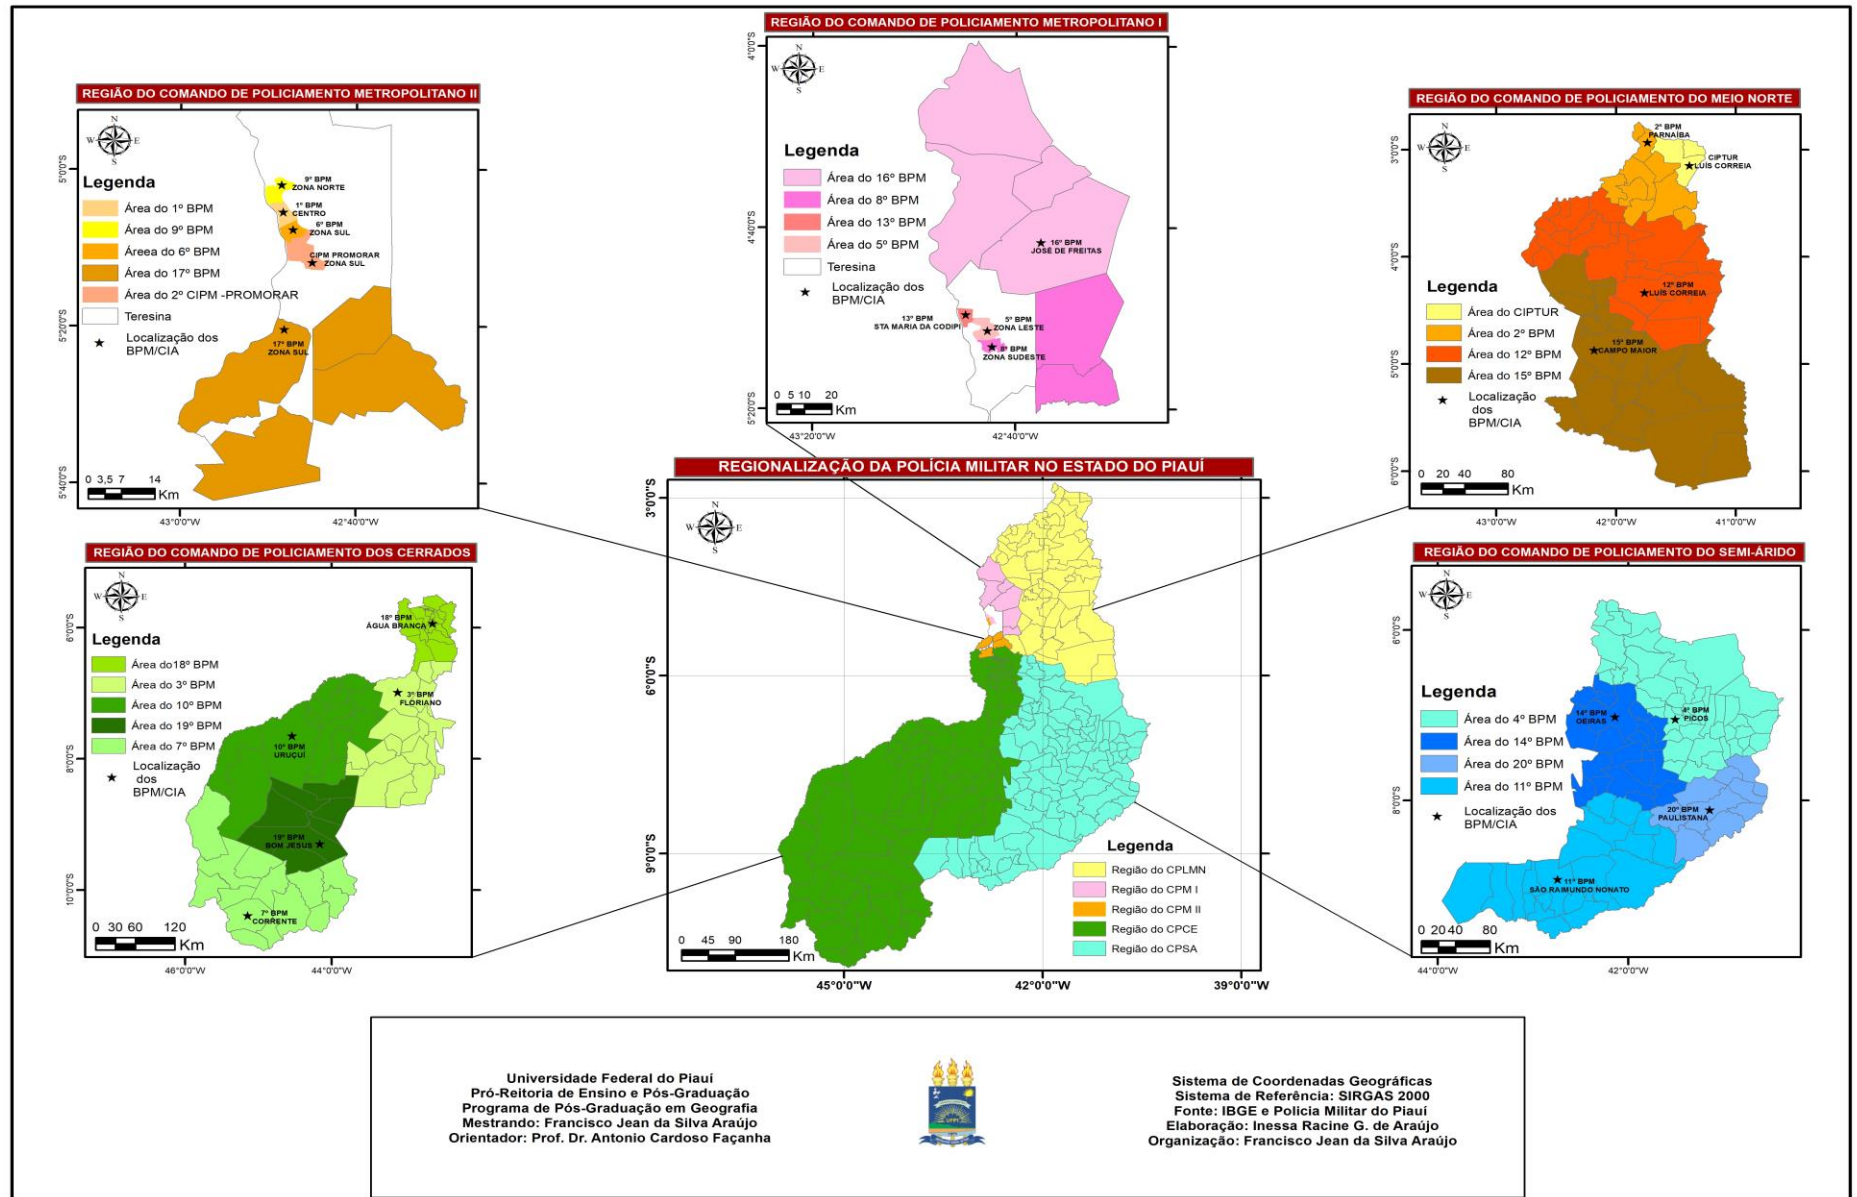 REGIÃO DO COMANDO DE POLICIAMENTO METROPOLITANO I
N
W
E
S
Legenda
Área do 16º BPM
Área do 8º BPM
Área do 13º BPM
Área do 5º BPM
Teresina
Localização dos
BPM/CIA
16º BPM
JOSÉ DE FREITAS
13º BPM
STA MARIA DA CODIPI
5º BPM
ZONA LESTE
8º BPM
ZONA SUDESTE
0 5 10 20
Km
4°0'0"S
4°40'0"S
5°20'0"S
43°20'0"W
42°40'0"W
REGIÃO DO COMANDO DE POLICIAMENTO METROPOLITANO II
N
W
E
S
Legenda
Área do 1º BPM
Área do 9º BPM
Áreea do 6º BPM
Área do 17º BPM
Área do 2º CIPM -PROMORAR
Teresina
Localização dos
BPM/CIA
9º BPM
ZONA NORTE
1º BPM
CENTRO
6º BPM
ZONA SUL
CIPM PROMORAR
ZONA SUL
17º BPM
ZONA SUL
0 3,5 7 14
Km
5°0'0"S
5°20'0"S
5°40'0"S
43°0'0"W
42°40'0"W
REGIÃO DO COMANDO DE POLICIAMENTO DO MEIO NORTE
N
W
E
S
2º BPM
PARNAÍBA
CIPTUR
LUÍS CORREIA
12º BPM
LUÍS CORREIA
15º BPM
CAMPO MAIOR
Legenda
Área do CIPTUR
Área do 2º BPM
Área do 12º BPM
Área do 15º BPM
Localização
dos
BPM/CIA
0 20 40 80
Km
3°0'0"S
4°0'0"S
5°0'0"S
6°0'0"S
43°0'0"W
42°0'0"W
41°0'0"W
REGIONALIZAÇÃO DA POLÍCIA MILITAR NO ESTADO DO PIAUÍ
N
W
E
S
Legenda
Região do CPLMN
Região do CPM I
Região do CPM II
Região do CPCE
Região do CPSA
0 45 90 180
Km
3°0'0"S
6°0'0"S
9°0'0"S
45°0'0"W
42°0'0"W
39°0'0"W
REGIÃO DO COMANDO DE POLICIAMENTO DOS CERRADOS
N
W
E
S
Legenda
Área do18º BPM
Área do 3º BPM
Área do 10º BPM
Área do 19º BPM
Área do 7º BPM
Localização
dos
BPM/CIA
18º BPM
ÁGUA BRANCA
3º BPM
FLORIANO
10º BPM
URUÇUÍ
19º BPM
BOM JESUS
7º BPM
CORRENTE
0 30 60 120
Km
6°0'0"S
8°0'0"S
10°0'0"S
46°0'0"W
44°0'0"W
REGIÃO DO COMANDO DE POLICIAMENTO DO SEMI-ÁRIDO
N
W
E
S
Legenda
Área do 4º BPM
Área do 14º BPM
Área do 20º BPM
Área do 11º BPM
Localização dos
BPM/CIA
14º BPM
OEIRAS
4º BPM
PICOS
20º BPM
PAULISTANA
11º BPM
SÃO RAIMUNDO NONATO
0 20 40 80
Km
6°0'0"S
8°0'0"S
44°0'0"W
42°0'0"W
Universidade Federal do Piauí
Pró-Reitoria de Ensino e Pós-Graduação
Programa de Pós-Graduação em Geografia
Mestrando: Francisco Jean da Silva Araújo
Orientador: Prof. Dr. Antonio Cardoso Façanha
Sistema de Coordenadas Geográficas
Sistema de Referência: SIRGAS 2000
Fonte: IBGE e Policia Militar do Piauí
Elaboração: Inessa Racine G. de Araújo
Organização: Francisco Jean da Silva Araújo